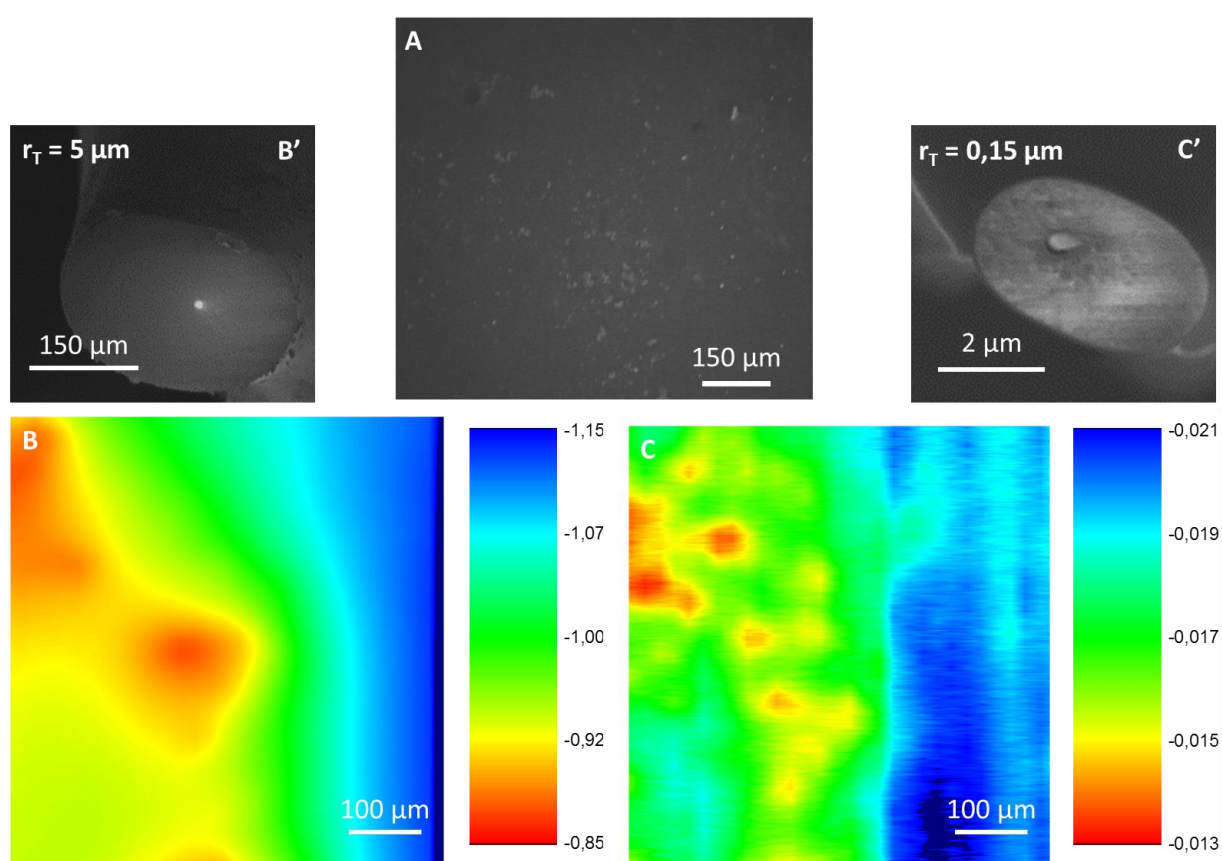 A
r_T = 5 µm
B’
r_T = 0,15 µm
C’
150 µm
150 µm
2 µm
B
-1,15
-1,07
-1,00
-0,92
-0,85
100 µm
C
-0,021
-0,019
-0,017
-0,015
-0,013
100 µm